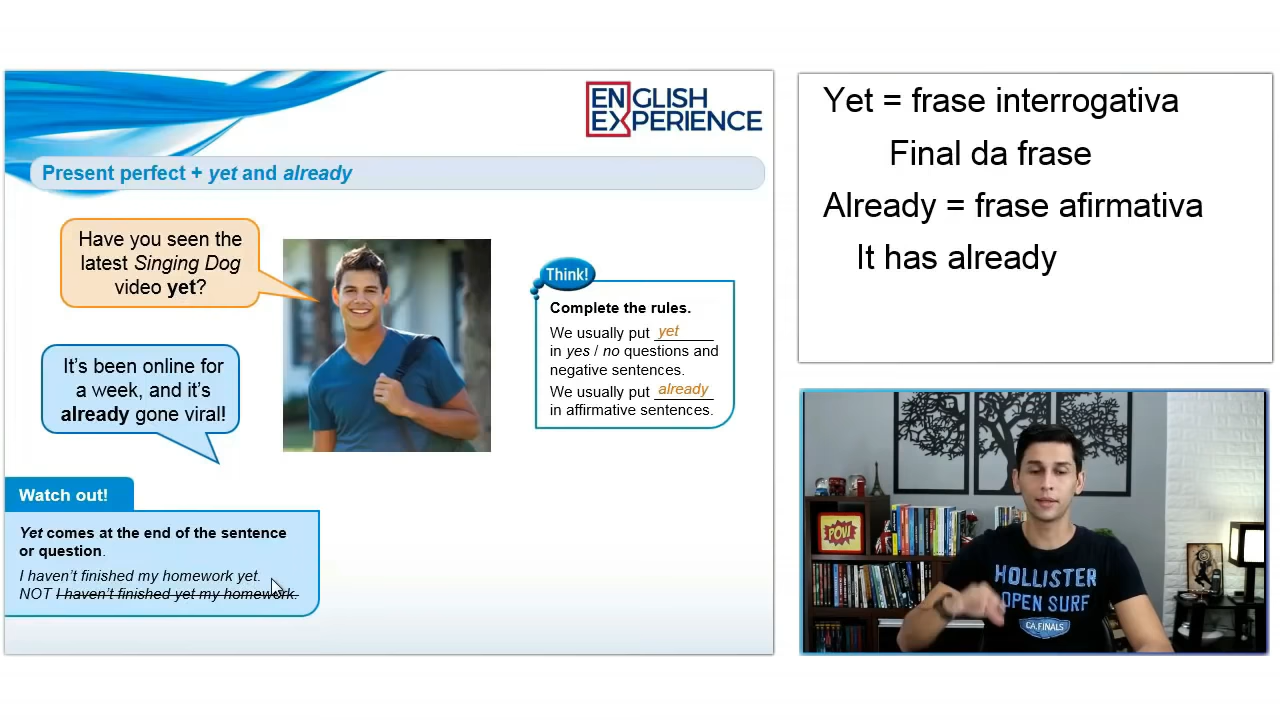 ENGLISH
EXPERIENCE
Present perfect + yet and already
Have you seen the
latest Singing Dog
video yet?
It's been online for
a week, and it's
already gone viral!
Think!
Complete the rules.
We usually put yet
in yes / no questions and
negative sentences.
We usually put already
in affirmative sentences.
Watch out!
Yet comes at the end of the sentence
or question.
I haven't finished my homework yet.
NOT I haven't finished yet my homework.
Yet = frase interrogativa
Final da frase
Already = frase afirmativa
It has already
POW!
HOLLISTER
OPEN SURF
CA.FINALS